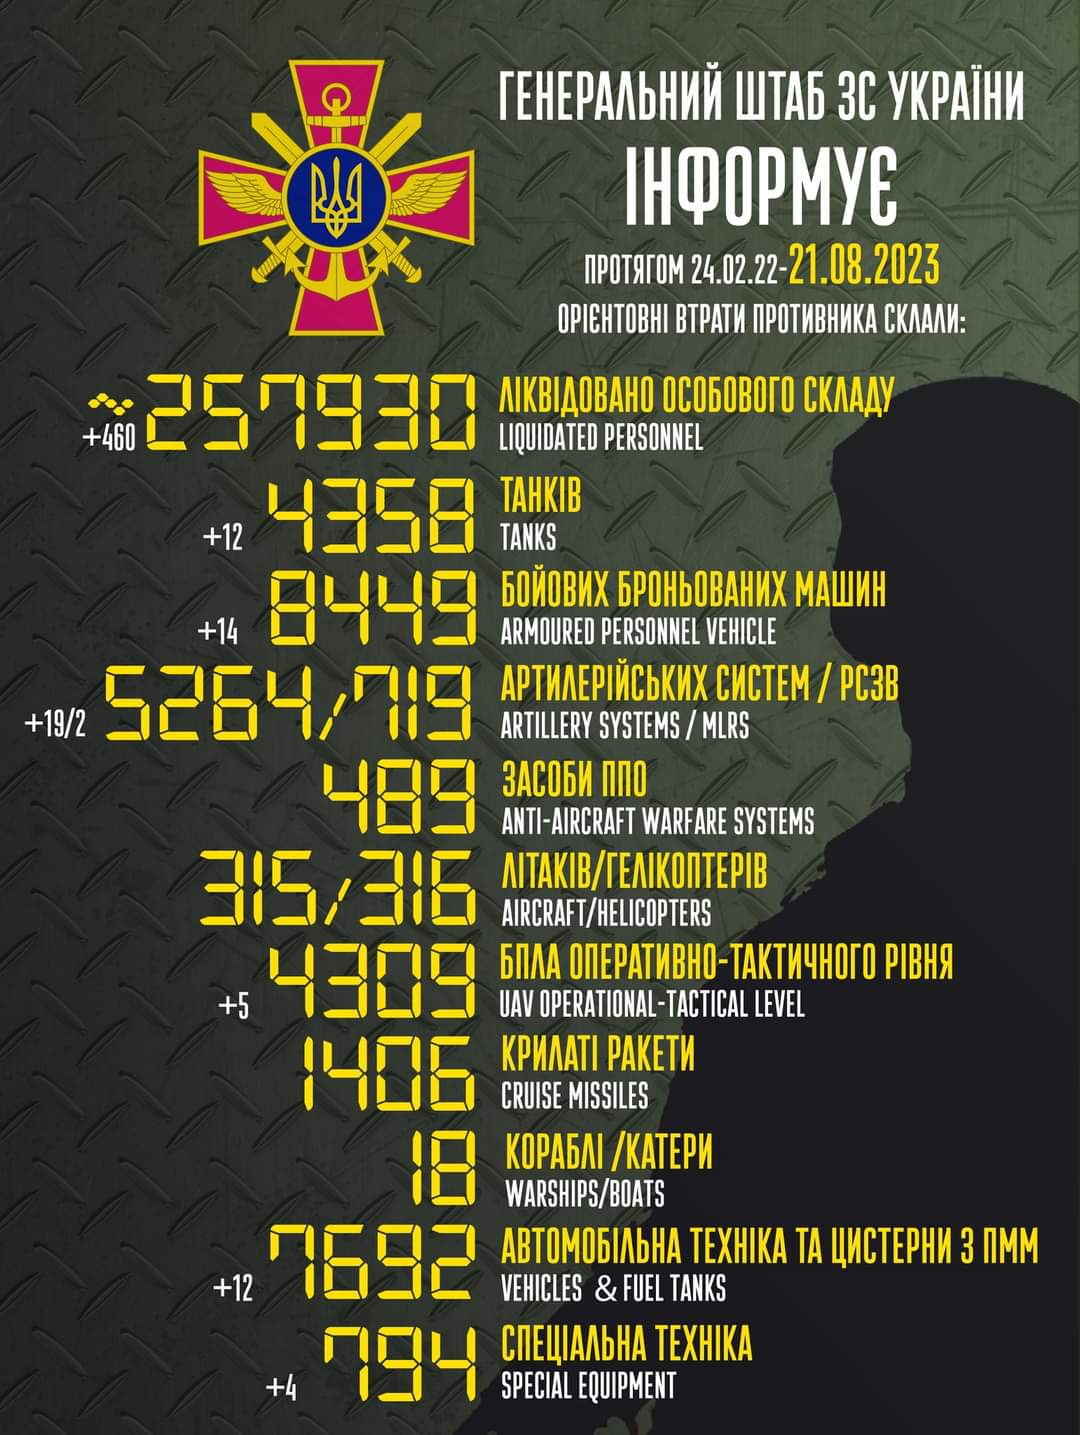 ГЕНЕРАЛЬНИЙ ШТАБ ЗС УКРАЇНИ
ІНФОРМУЄ
ПРОТЯГОМ 24.02.22-21.08.2023
ОРІЄНТОВНІ ВТРАТИ ПРОТИВНИКА СКЛАЛИ:
+460 ~257930 ЛІКВІДОВАНО ОСОБОВОГО СКЛАДУ
LIQUIDATED PERSONNEL
+12 4358 ТАНКІВ
TANKS
+14 8449 БОЙОВИХ БРОНЬОВАНИХ МАШИН
ARMOURED PERSONNEL VEHICLE
+19/2 5264/719 АРТИЛЕРІЙСЬКИХ СИСТЕМ / РСЗВ
ARTILLERY SYSTEMS / MLRS
489 ЗАСОБИ ППО
ANTI-AIRCRAFT WARFARE SYSTEMS
315/316 ЛІТАКІВ/ГЕЛІКОПТЕРІВ
AIRCRAFT/HELICOPTERS
+5 4309 БПЛА ОПЕРАТИВНО-ТАКТИЧНОГО РІВНЯ
UAV OPERATIONAL-TACTICAL LEVEL
1406 КРИЛАТІ РАКЕТИ
CRUISE MISSILES
18 КОРАБЛІ /КАТЕРИ
WARSHIPS/BOATS
+12 7692 АВТОМОБІЛЬНА ТЕХНІКА ТА ЦИСТЕРНИ З ПММ
VEHICLES & FUEL TANKS
+4 794 СПЕЦІАЛЬНА ТЕХНІКА
SPECIAL EQUIPMENT